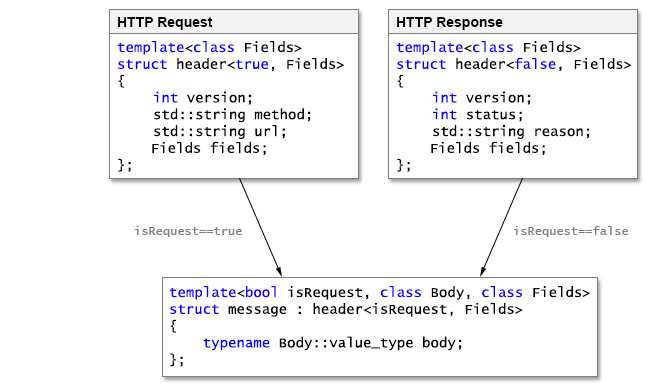 HTTP Request
template<class Fields>
struct header<true, Fields>
{
    int version;
    std::string method;
    std::string url;
    Fields fields;
};
HTTP Response
template<class Fields>
struct header<false, Fields>
{
    int version;
    int status;
    std::string reason;
    Fields fields;
};
isRequest==true
isRequest==false
template<bool isRequest, class Body, class Fields>
struct message : header<isRequest, Fields>
{
    typename Body::value_type body;
};